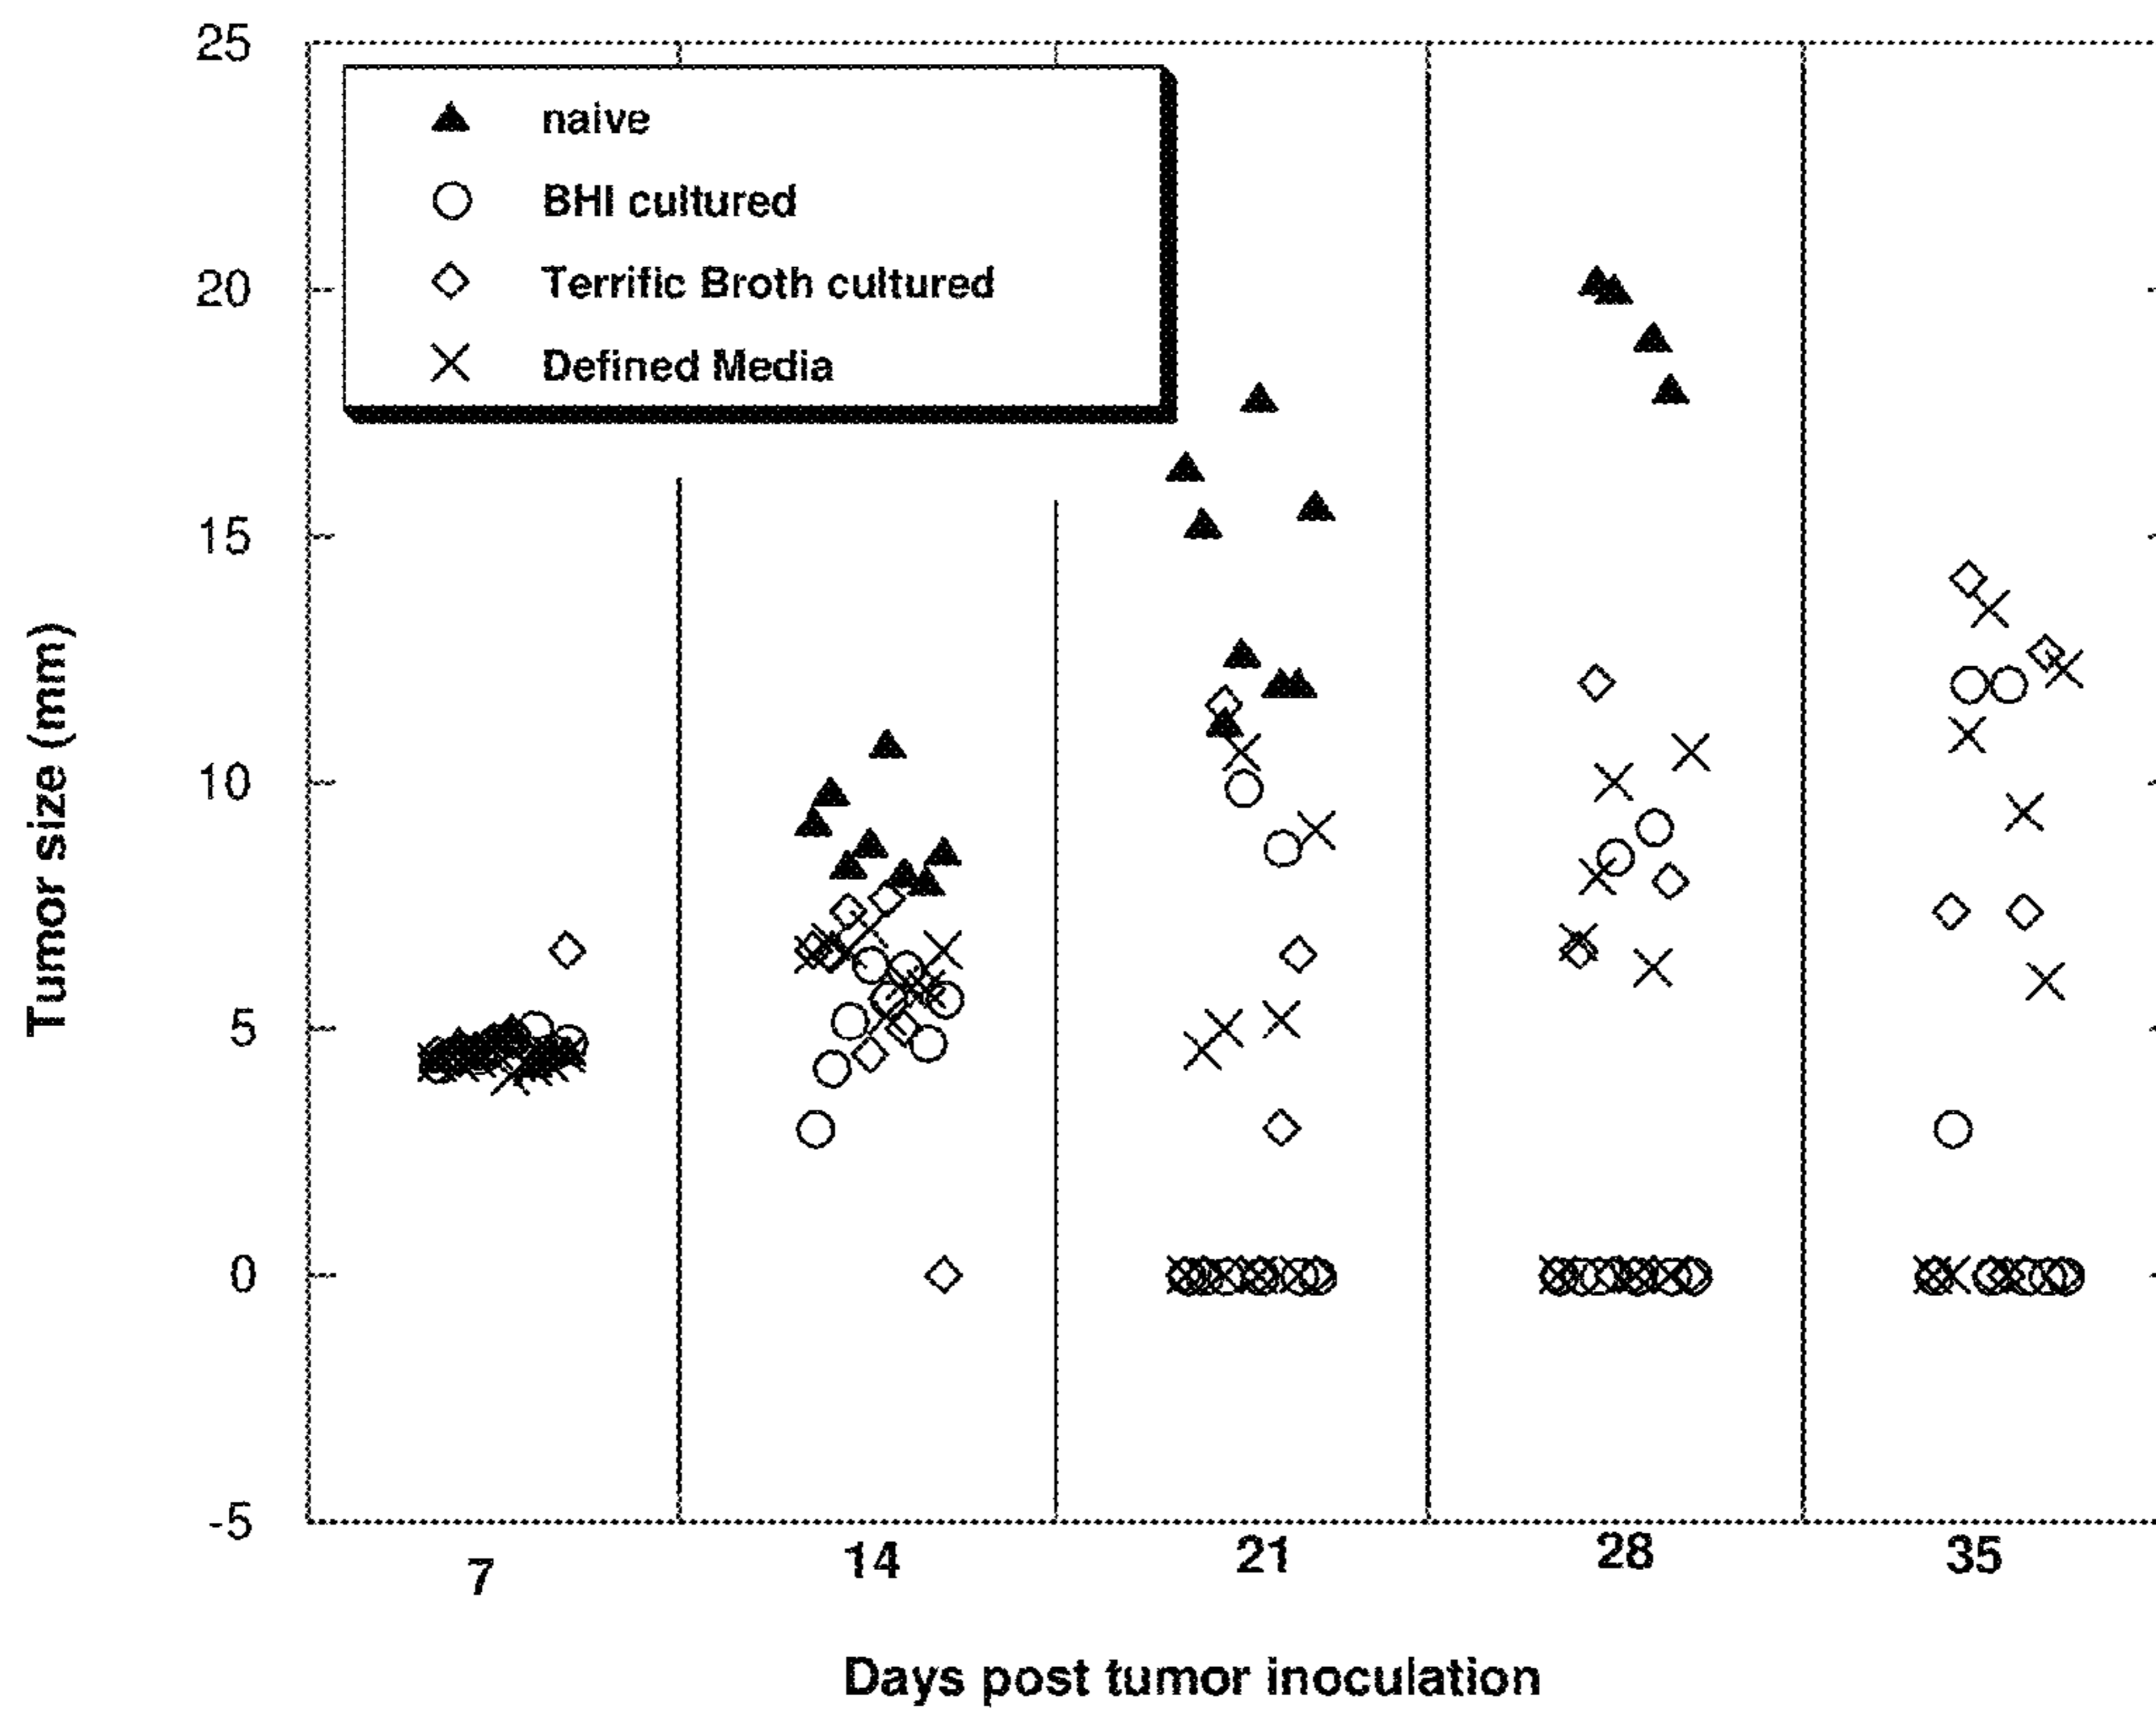 25
naive
BHI cultured
20
Terrific Broth cultured
Defined Media
15
Tumor size (mm)
10
5
0
-5
7
14
21
28
35
Days post tumor inoculation